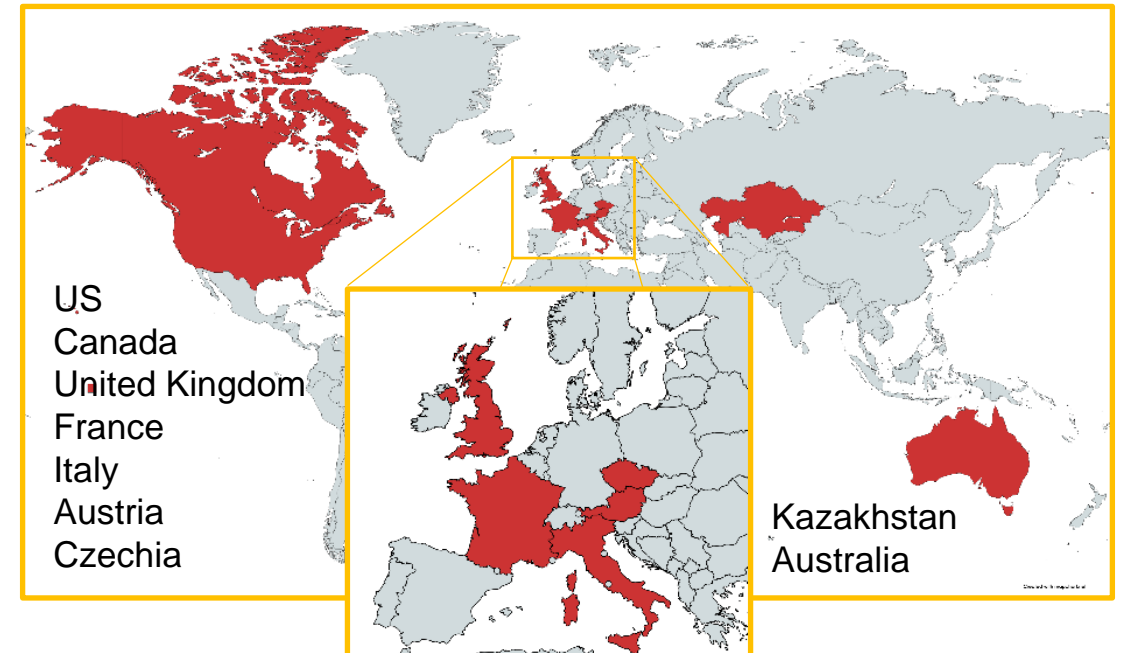 US
Canada
United Kingdom
France
Italy
Austria
Czechia
Kazakhstan
Australia